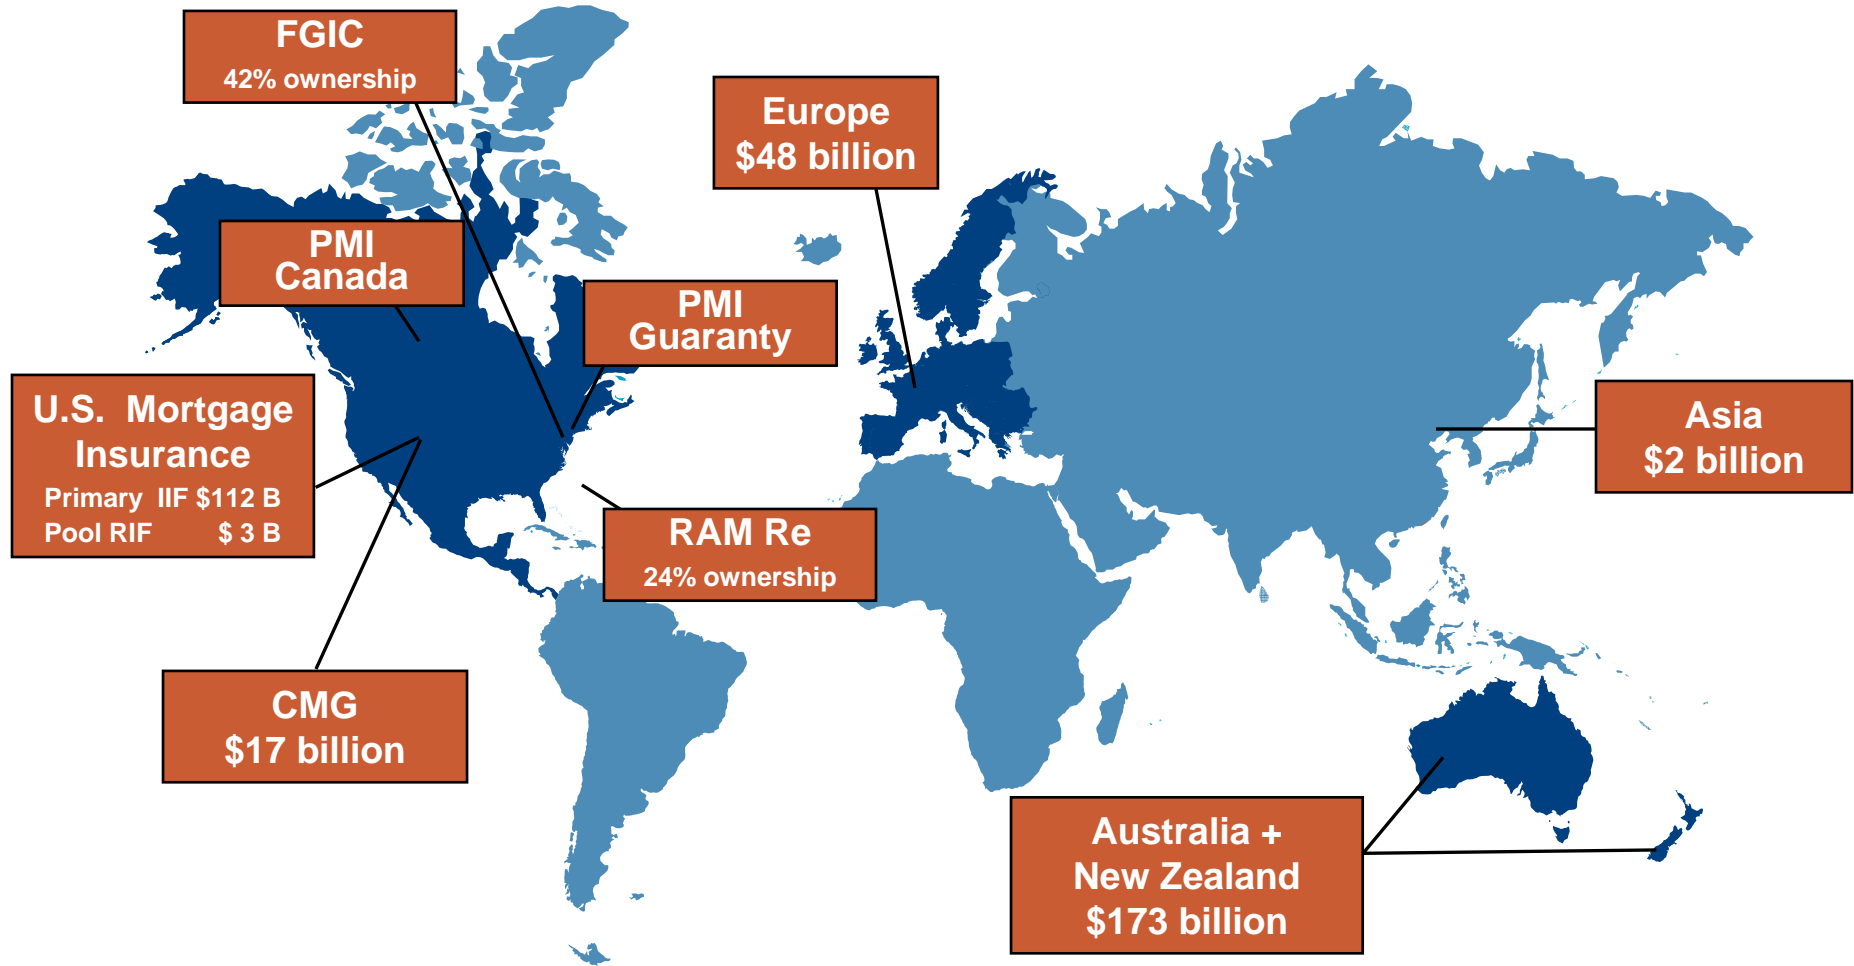 FGIC
42% ownership
Europe
$48 billion
PMI
Canada
PMI
Guaranty
U.S. Mortgage
Insurance
Primary IIF $112 B
Pool RIF $ 3 B
Asia
$2 billion
RAM Re
24% ownership
CMG
$17 billion
Australia +
New Zealand
$173 billion